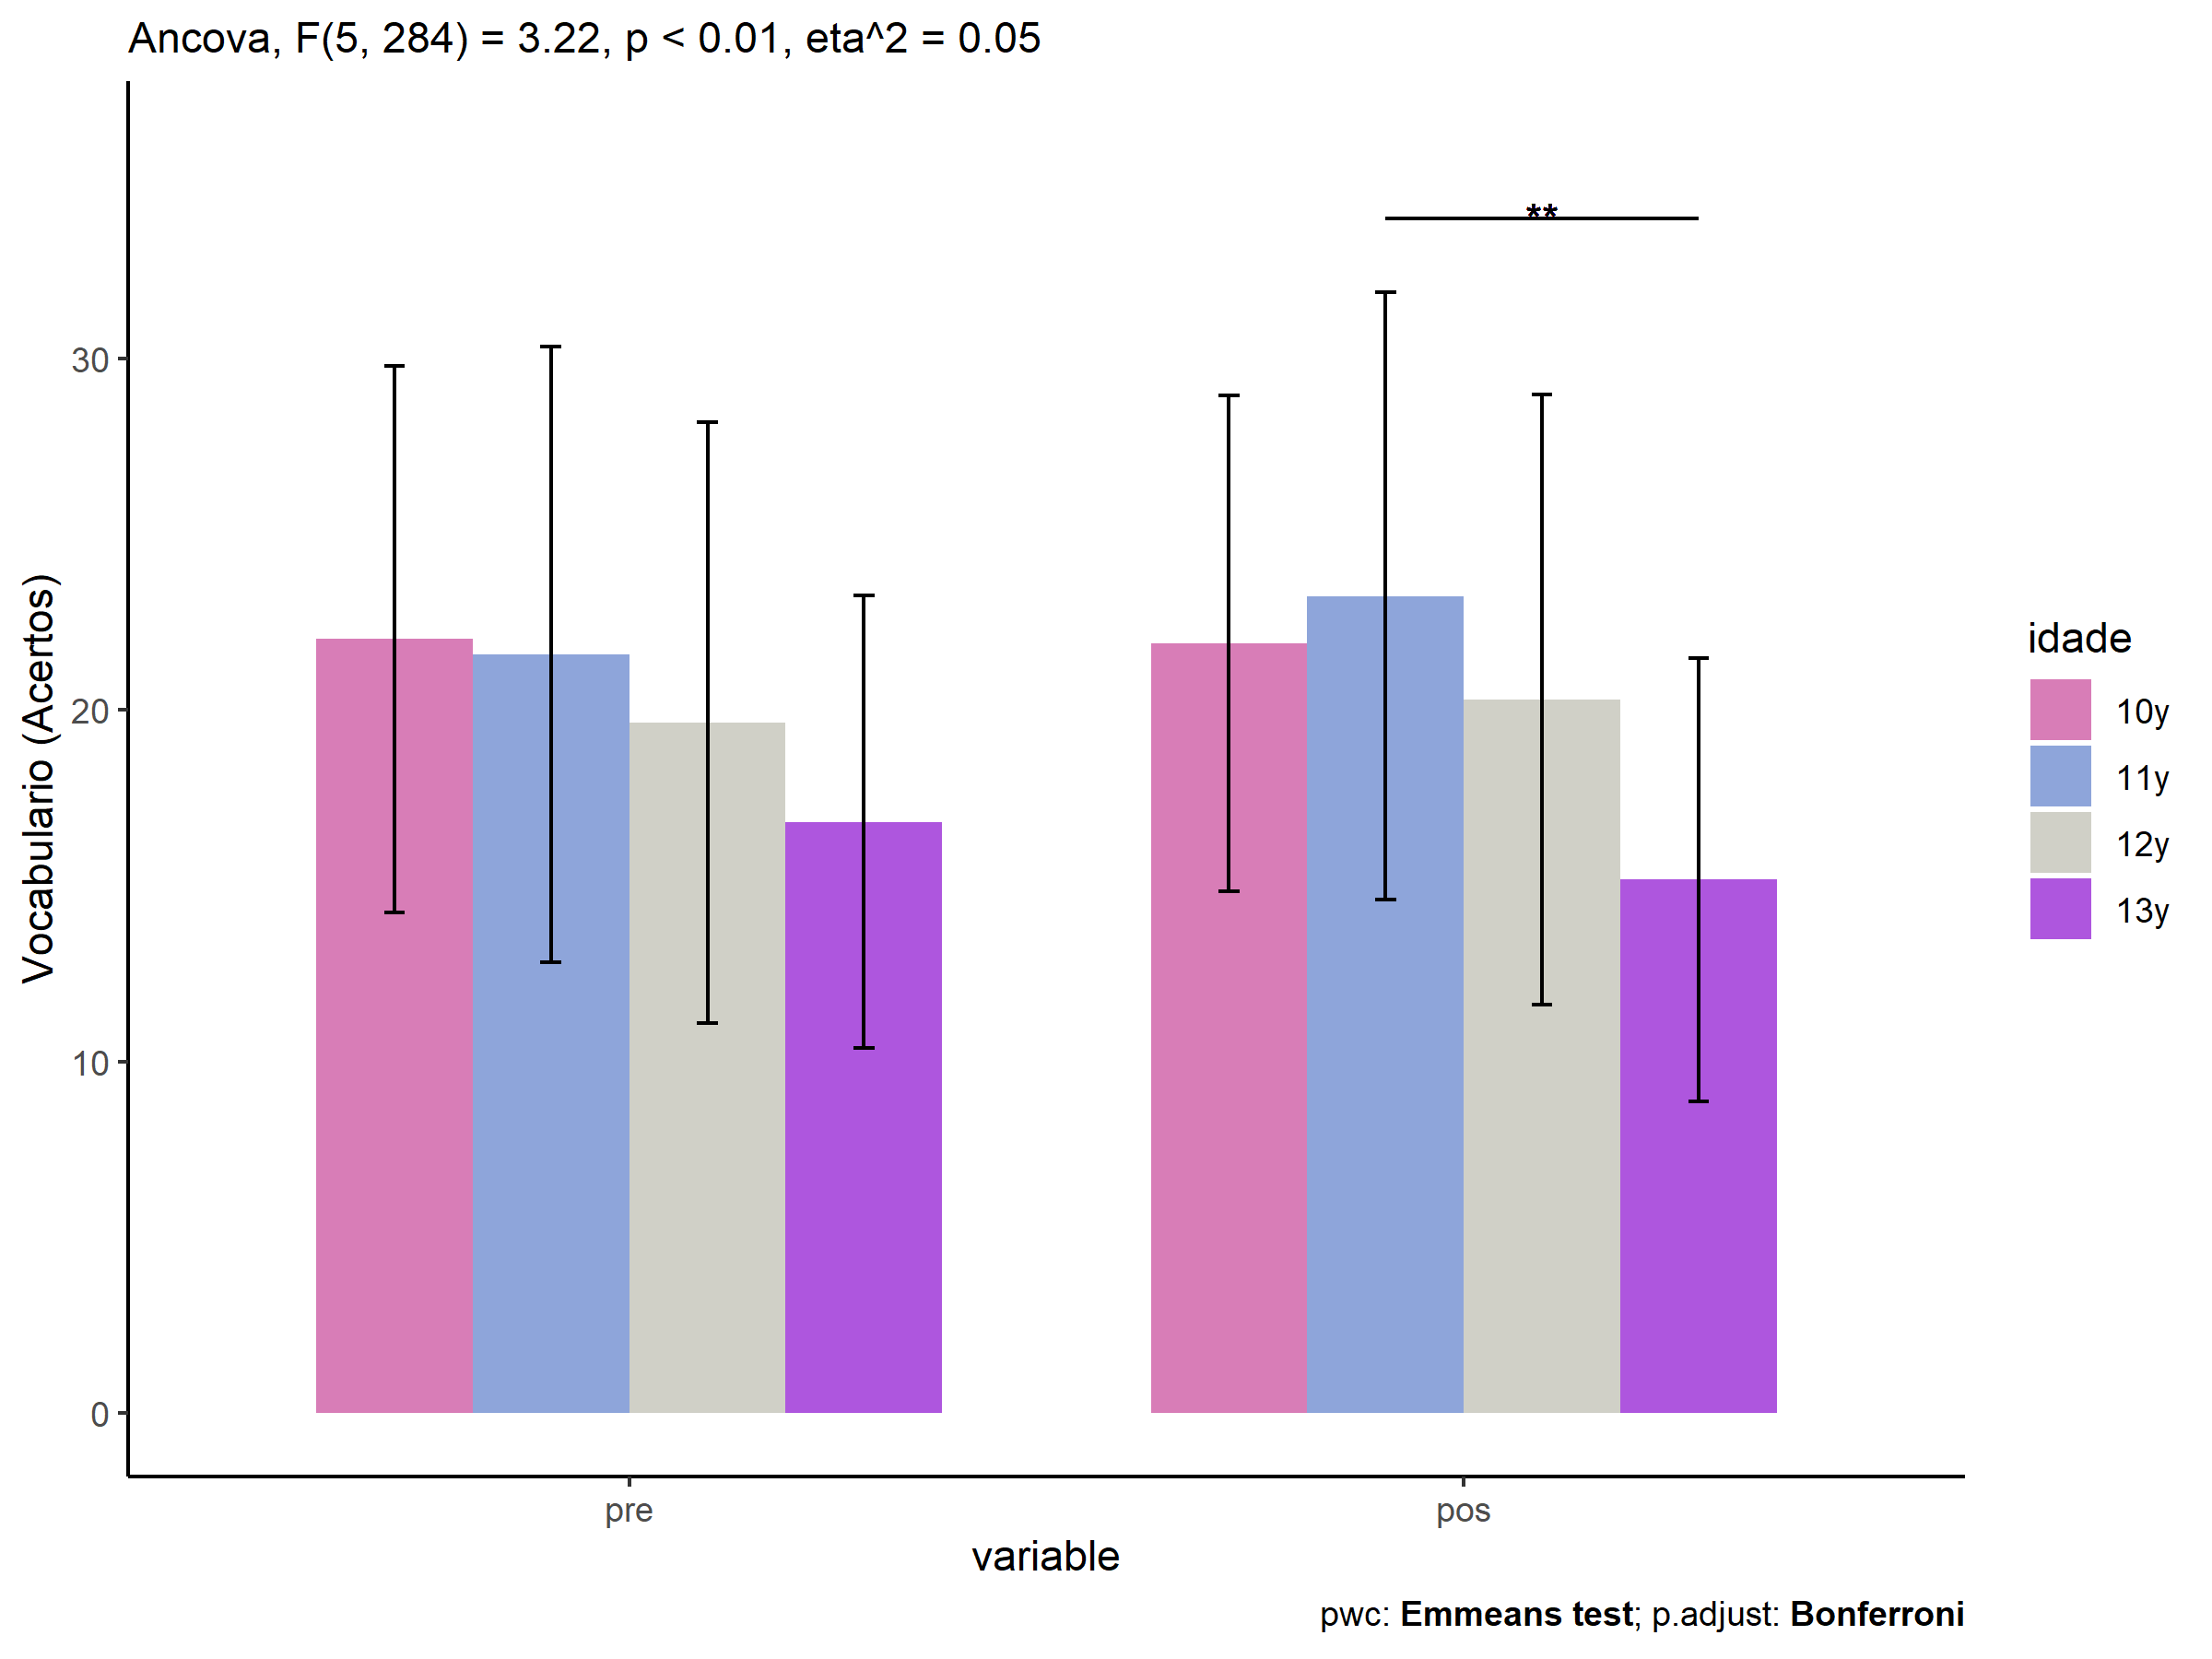 Ancova, F(5, 284) = 3.22, p < 0.01, eta^2 = 0.05
**
30
20
10
0
Vocabulario (Acertos)
pre
pos
variable
idade
10y
11y
12y
13y
pwc: Emmeans test; p.adjust: Bonferroni